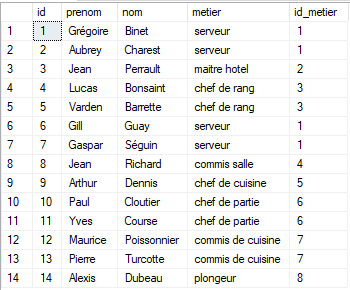 id prenom nom metier id_metier
1 1 Grégoire Binet serveur 1
2 2 Aubrey Charest serveur 1
3 3 Jean Perrault maitre hotel 2
4 4 Lucas Bonsaint chef de rang 3
5 5 Varden Barrette chef de rang 3
6 6 Gill Guay serveur 1
7 7 Gaspar Séguin serveur 1
8 8 Jean Richard commis salle 4
9 9 Arthur Dennis chef de cuisine 5
10 10 Paul Cloutier chef de partie 6
11 11 Yves Course chef de partie 6
12 12 Maurice Poissonnier commis de cuisine 7
13 13 Pierre Turcotte commis de cuisine 7
14 14 Alexis Dubeau plongeur 8